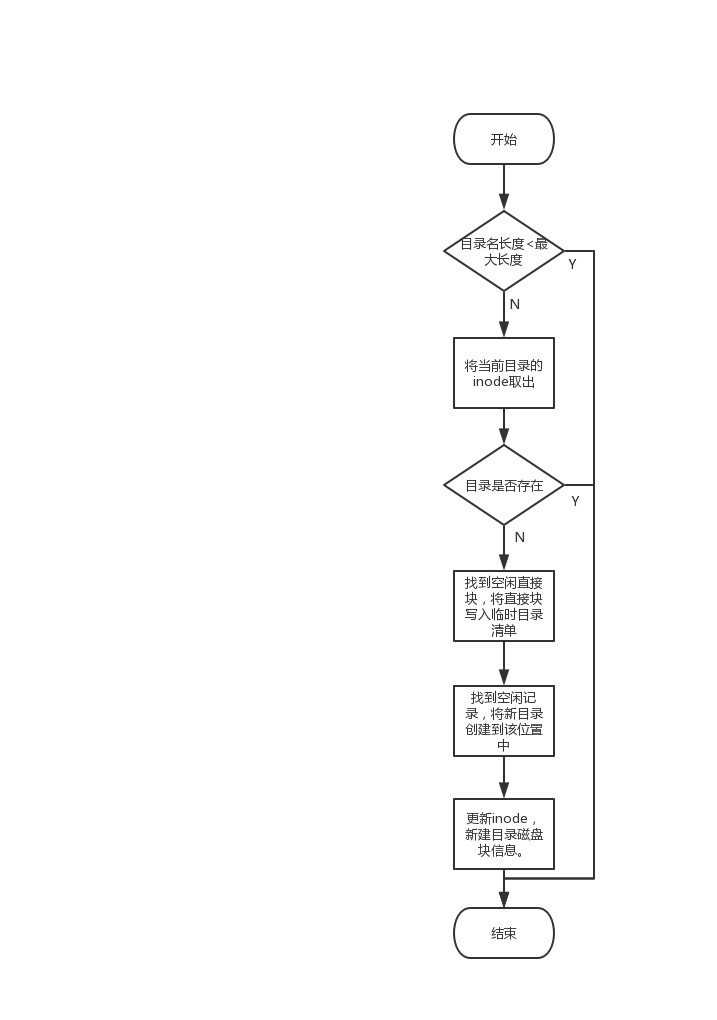 开始
目录名长度<最
大长度
Y
N
将当前目录的
inode取出
目录是否存在
Y
N
找到空闲直接
块，将直接块
写入临时目录
清单
找到空闲记
录，将新目录
创建到该位置
中
更新inode，
新建目录磁盘
块信息。
结束